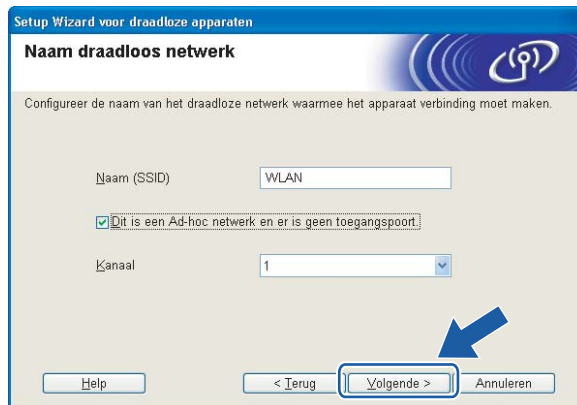 Setup Wizard voor draadloze apparaten
Naam draadloos netwerk
Configureer de naam van het draadloze netwerk waarmee het apparaat verbinding moet maken.
Naam (SSID) WLAN
Dit is een Ad-hoc netwerk en er is geen toegangspoort.
Kanaal 1
Help < Terug Volgende > Annuleren